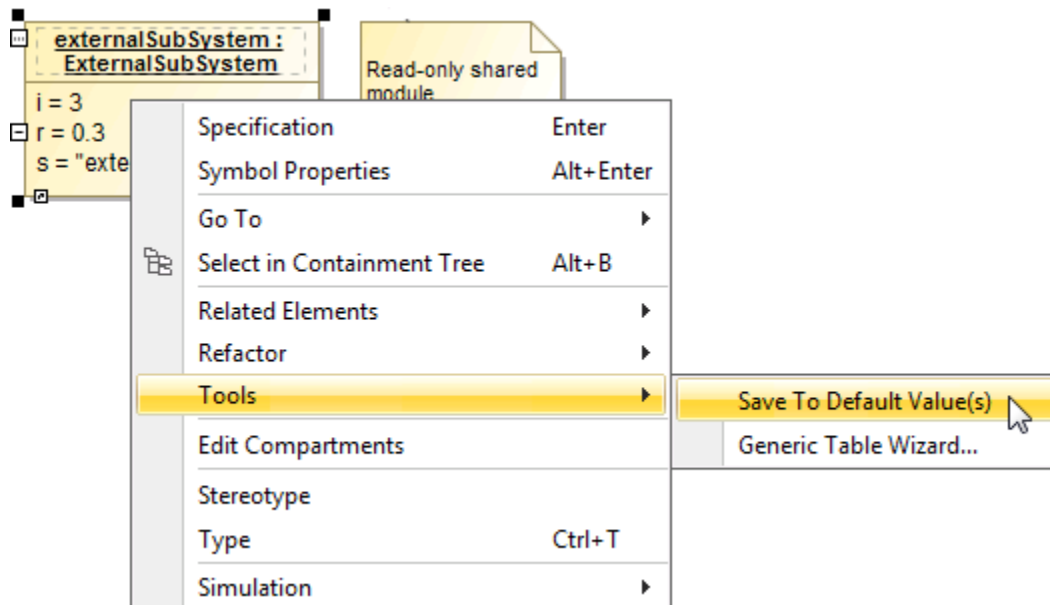 externalSubSystem :
ExternalSubSystem
i = 3
r = 0.3
s = "exte
Read-only shared
module
Specification Enter
Symbol Properties Alt+Enter
Go To
Select in Containment Tree Alt+B
Related Elements
Refactor
Tools
Save To Default Value(s)
Generic Table Wizard...
Edit Compartments
Stereotype
Type Ctrl+T
Simulation